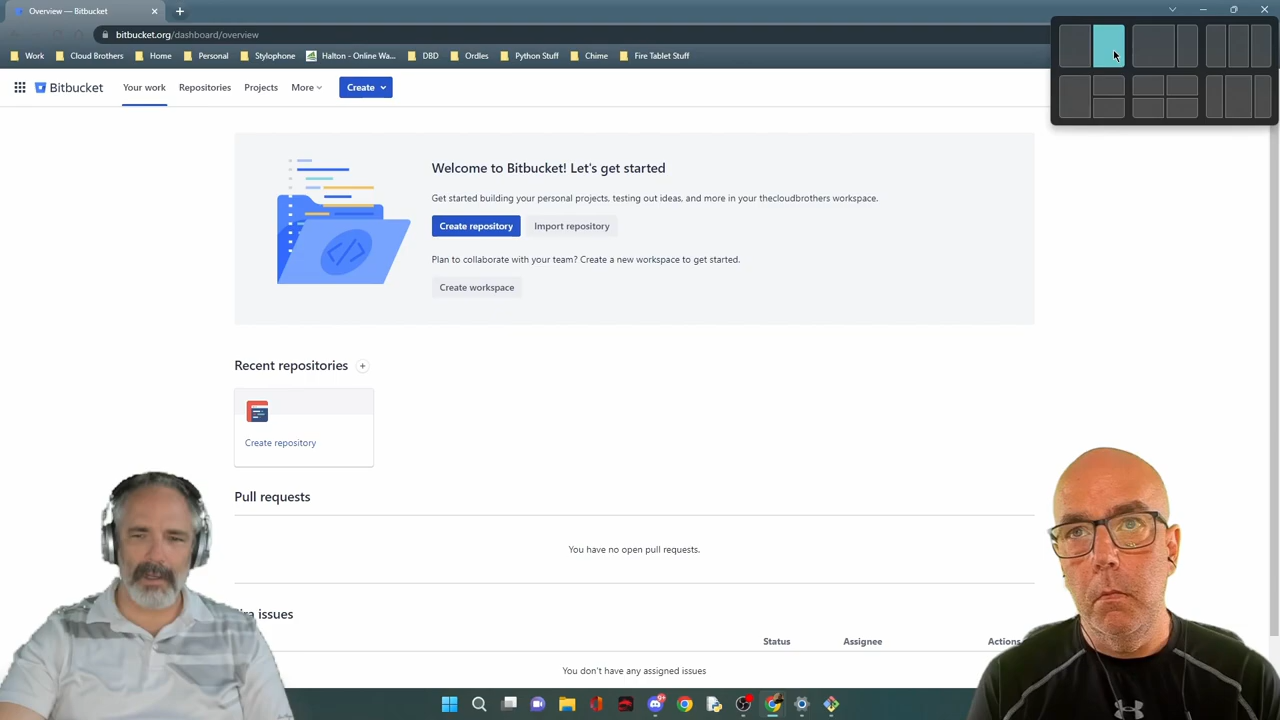 Overview — Bitbucket
bitbucket.org/dashboard/overview
Work
Cloud Brothers
Home
Personal
Stylophone
Halton - Online Wa...
DBD
Ordles
Python Stuff
Chime
Fire Tablet Stuff
Bitbucket
Your work
Repositories
Projects
More
Create
Welcome to Bitbucket! Let's get started
Get started building your personal projects, testing out ideas, and more in your thecloudbrothers workspace.
Create repository
Import repository
Plan to collaborate with your team? Create a new workspace to get started.
Create workspace
Recent repositories
Create repository
Pull requests
You have no open pull requests.
issues
Status
Assignee
Actions
You don't have any assigned issues
9+